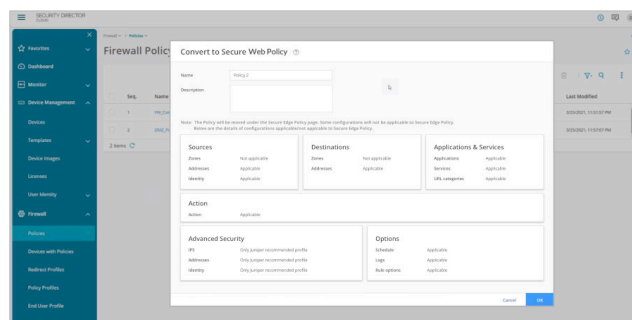 SECURITY DIRECTOR
CLOUD
Firewall / Policies
Favorites
Dashboard
Monitor
Device Management
Devices
Templates
Device Images
Licenses
User Identity
Firewall
Policies
Devices with Policies
Redirect Profiles
Policy Profiles
End User Profile
Firewall Policy
Seq.
Name
1
2
2 items
Last Modified
Convert to Secure Web Policy
Name
Policy 2
Description
Note: The Policy will be moved under the Secure Edge Policy page. Some configurations will not be applicable to Secure Edge Policy.
Below are the details of configurations applicable/not applicable to Secure Edge Policy.
Sources
Zones Not applicable
Addresses Applicable
Identity Applicable
Destinations
Zones Not applicable
Addresses Applicable
Applications & Services
Applications Applicable
Services Applicable
URL categories Applicable
Action
Action Applicable
Advanced Security
IPS Only Juniper recommended profile
Addresses Only Juniper recommended profile
Identity Only Juniper recommended profile
Options
Schedule Applicable
Logs Applicable
Rule options Applicable
Cancel
OK